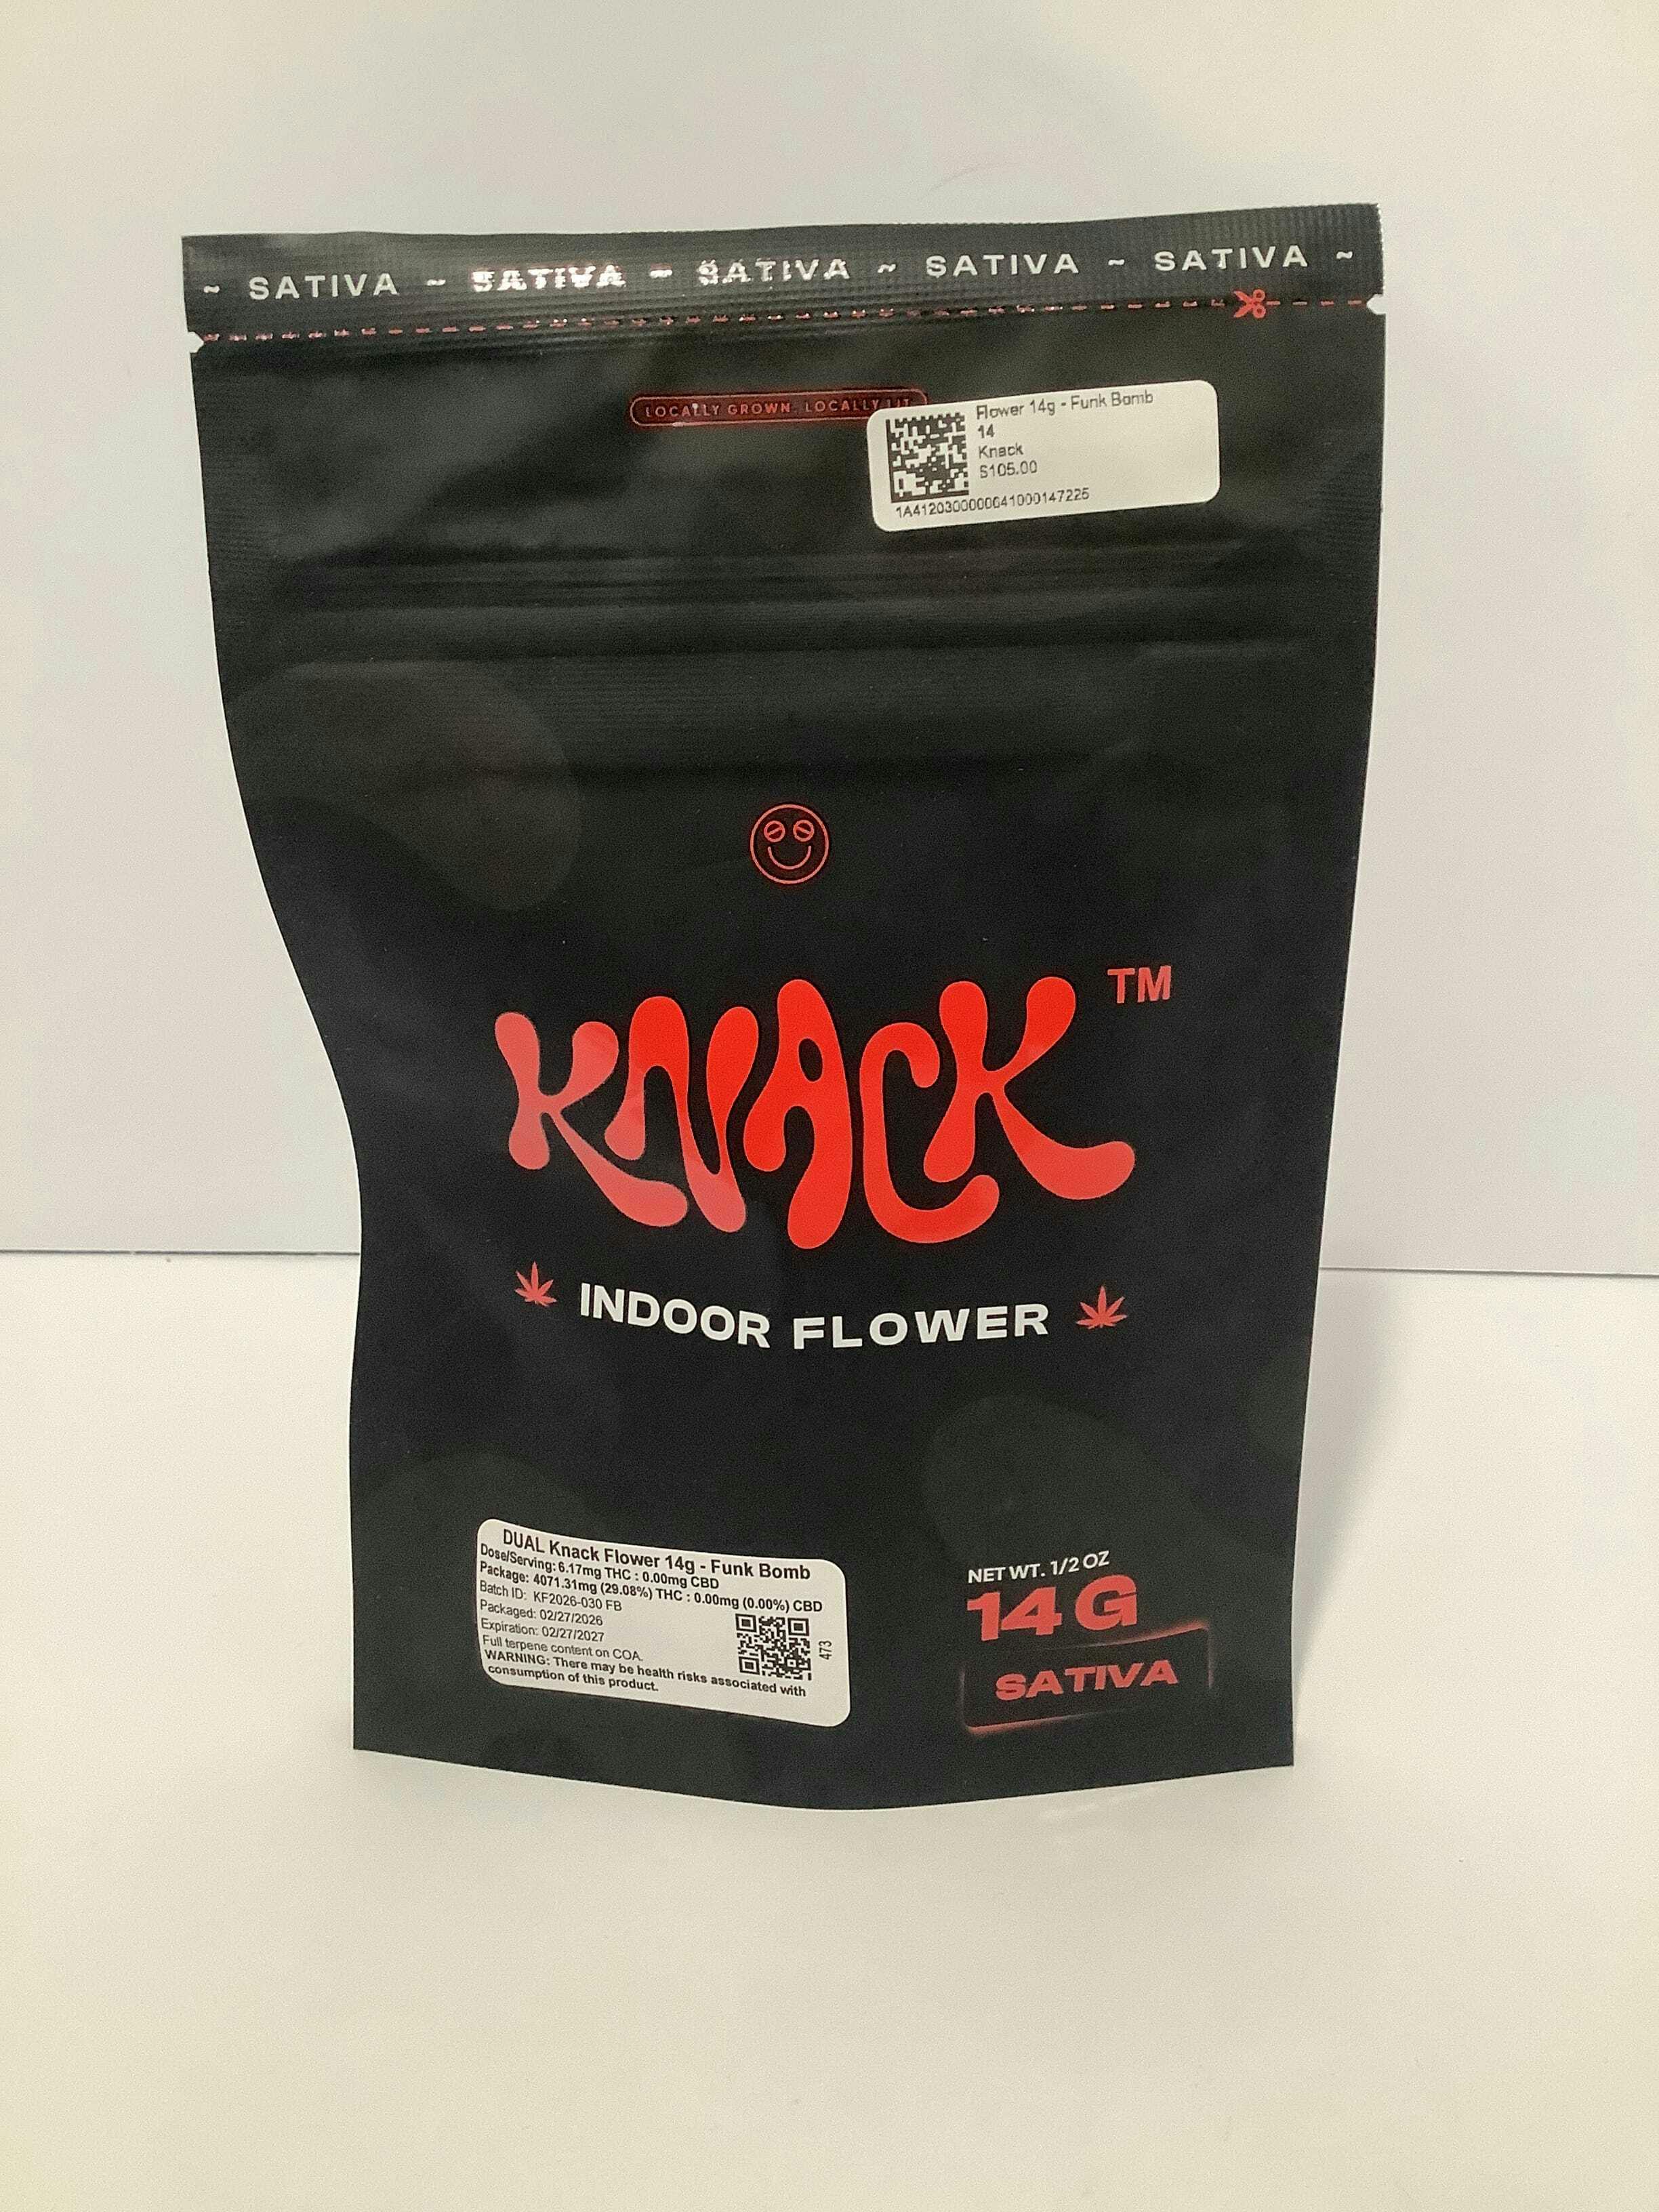 ~ SATIVA ~ SATIVA ~ SATIVA ~ SATIVA ~ SATIVA ~
LOCALLY GROWN. LOCALLY LIT
Flower 14g - Funk Bomb
14
Knack
$105.00
1A4120300000641000147225
KNACK TM
INDOOR FLOWER
DUAL Knack Flower 14g - Funk Bomb
Dose/Serving: 6.17mg THC : 0.00mg CBD
Package: 4071.31mg (29.08%) THC : 0.00mg (0.00%) CBD
Batch ID: KF2026-030 FB
Packaged: 02/27/2026
Expiration: 02/27/2027
Full terpene content on COA.
WARNING: There may be health risks associated with
consumption of this product.
473
NET WT. 1/2 OZ
14 G
SATIVA